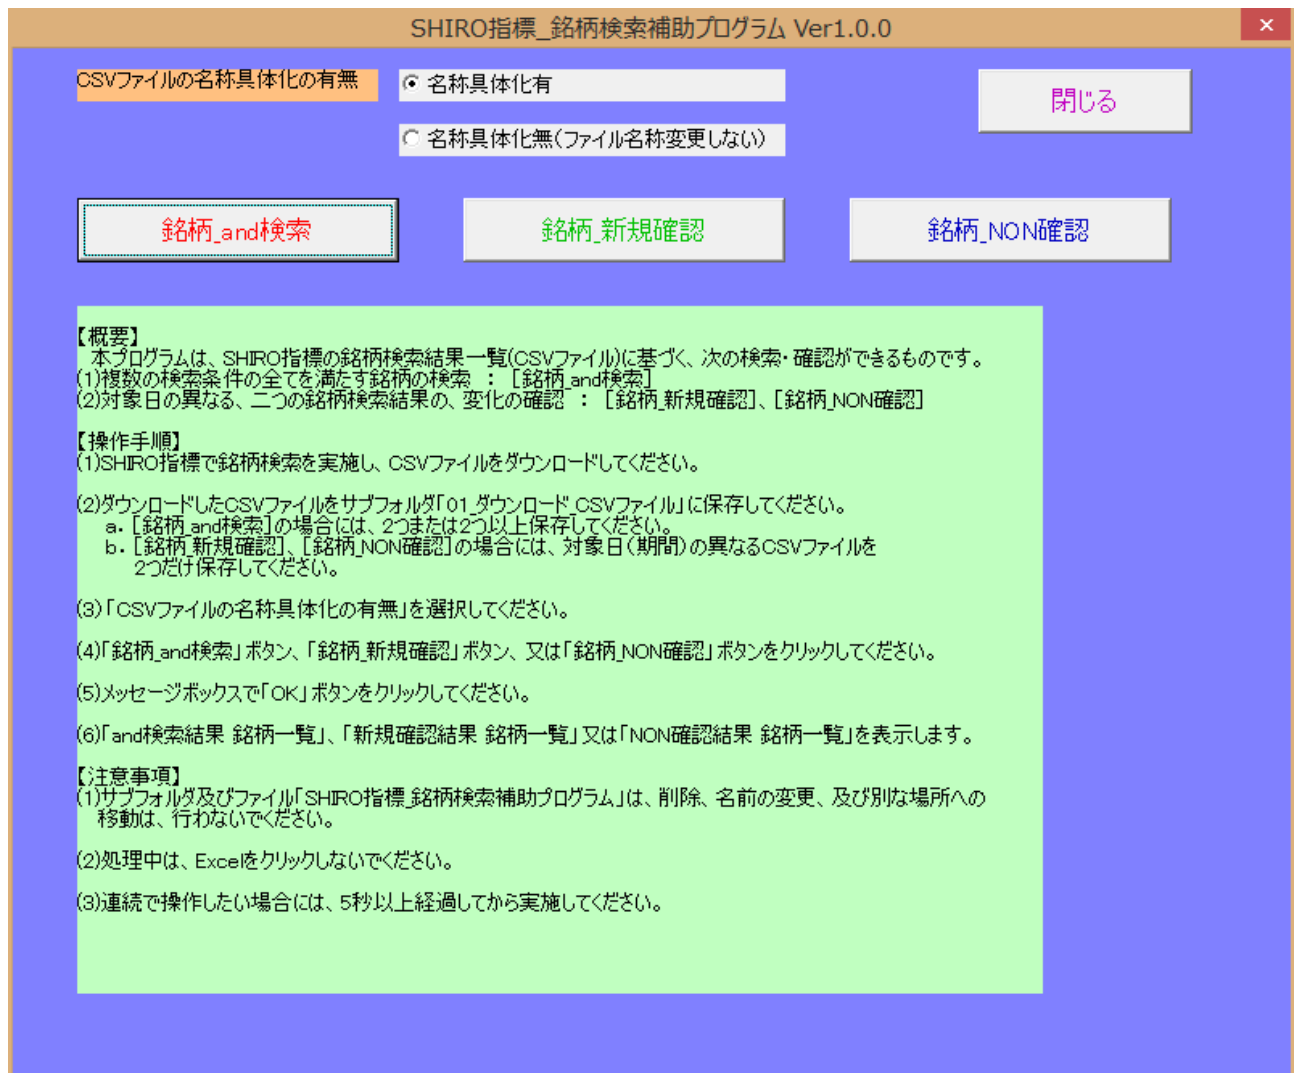 SHIRO指標_銘柄検索補助プログラム Ver1.0.0
×
CSVファイルの名称具体化の有無
名称具体化有
閉じる
名称具体化無(ファイル名称変更しない)
銘柄_and検索
銘柄_新規確認
銘柄_NON確認
【概要】
本プログラムは、SHIRO指標の銘柄検索結果一覧(CSVファイル)に基づく、次の検索・確認ができるものです。
(1)複数の検索条件の全てを満たす銘柄の検索 : [銘柄_and検索]
(2)対象日の異なる、二つの銘柄検索結果の、変化の確認 : [銘柄_新規確認]、[銘柄_NON確認]
【操作手順】
(1)SHIRO指標で銘柄検索を実施し、CSVファイルをダウンロードしてください。
(2)ダウンロードしたCSVファイルをサブフォルダ「01_ダウンロード_CSVファイル」に保存してください。
a. [銘柄_and検索]の場合には、2つまたは2つ以上保存してください。
b. [銘柄_新規確認]、[銘柄_NON確認]の場合には、対象日(期間)の異なるCSVファイルを
2つだけ保存してください。
(3)「CSVファイルの名称具体化の有無」を選択してください。
(4)「銘柄_and検索」ボタン、「銘柄_新規確認」ボタン、又は「銘柄_NON確認」ボタンをクリックしてください。
(5)メッセージボックスで「OK」ボタンをクリックしてください。
(6)「and検索結果 銘柄一覧」、「新規確認結果 銘柄一覧」又は「NON確認結果 銘柄一覧」を表示します。
【注意事項】
(1)サブフォルダ及びファイル「SHIRO指標_銘柄検索補助プログラム」は、削除、名前の変更、及び別な場所への
移動は、行わないでください。
(2)処理中は、Excelをクリックしないでください。
(3)連続で操作したい場合には、5秒以上経過してから実施してください。